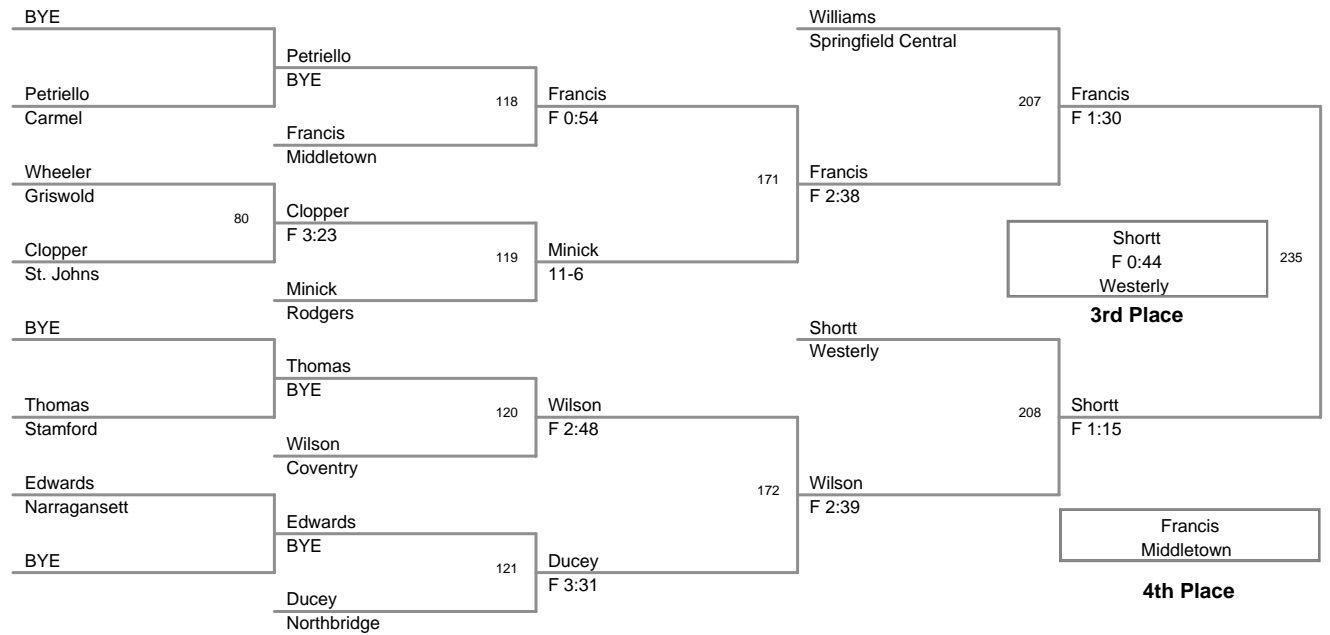 BYE
Petriello
Carmel
Wheeler
Griswold
80
Clopper
St. Johns
BYE
Thomas
Stamford
Edwards
Narragansett
BYE
Petriello
BYE
118
Francis
Middletown
Clopper
F 3:23
119
Minick
Rodgers
Thomas
BYE
120
Wilson
Coventry
Edwards
BYE
121
Ducey
Northbridge
Francis
F 0:54
171
Minick
11-6
Wilson
F 2:48
172
Ducey
F 3:31
Williams
Springfield Central
207
Francis
F 2:38
Shortt
Westerly
208
Wilson
F 2:39
Francis
F 1:30
Shortt
F 0:44
Westerly
235
3rd Place
Shortt
F 1:15
Francis
Middletown
4th Place